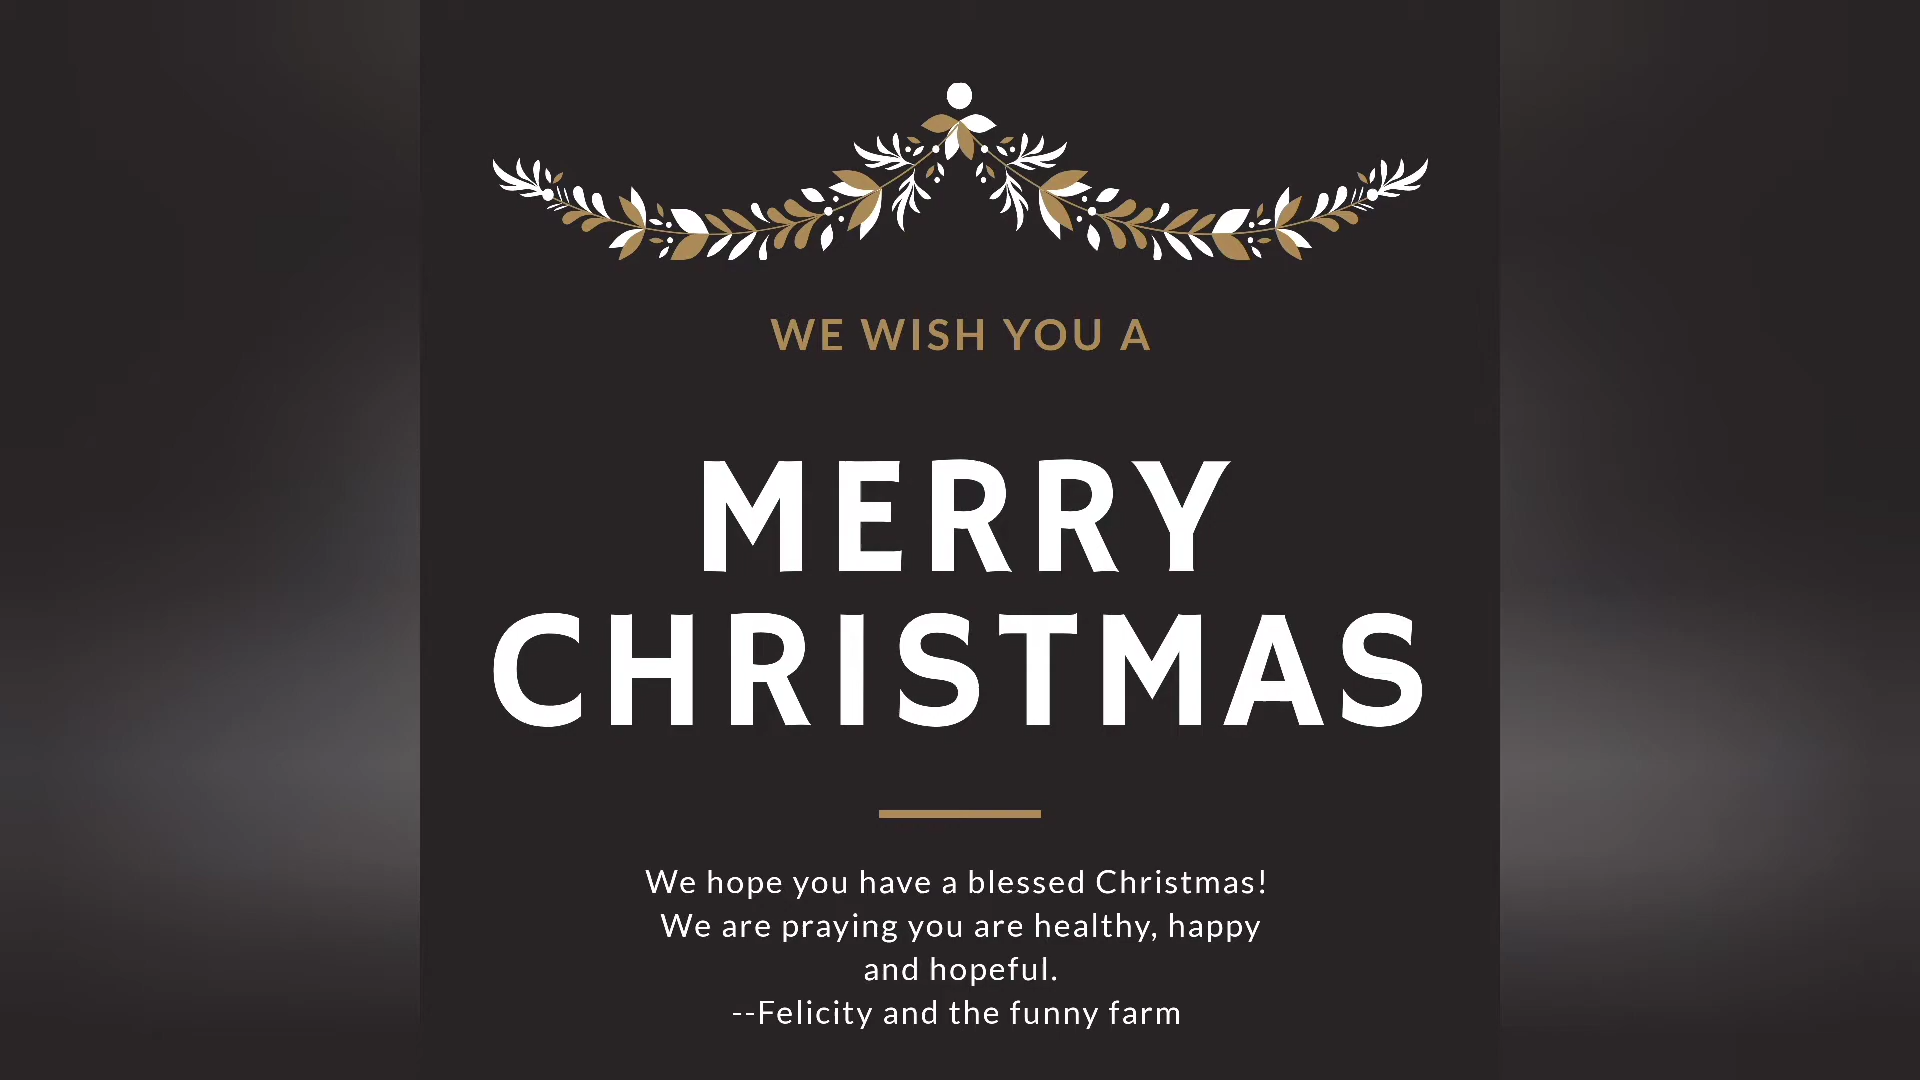 WE WISH YOU A
MERRY
CHRISTMAS
We hope you have a blessed Christmas!
We are praying you are healthy, happy
and hopeful.
--Felicity and the funny farm